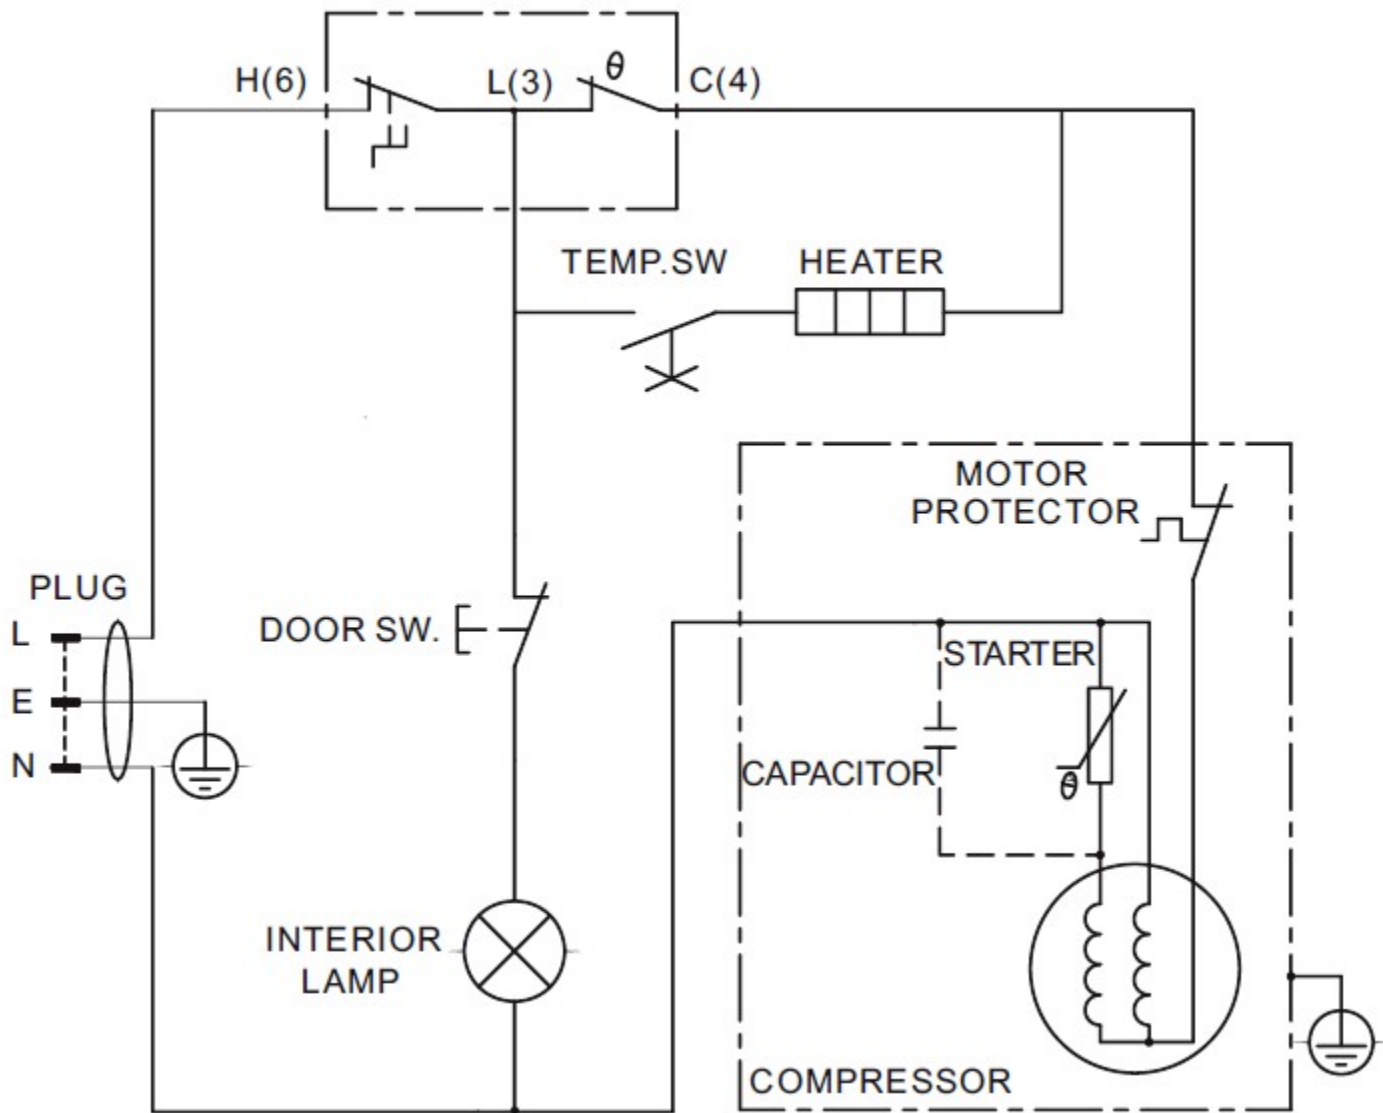 H(6)
L(3)
θ
C(4)
TEMP.SW
HEATER
MOTOR
PROTECTOR
PLUG
L
E
N
DOOR SW.
STARTER
CAPACITOR
θ
INTERIOR
LAMP
COMPRESSOR